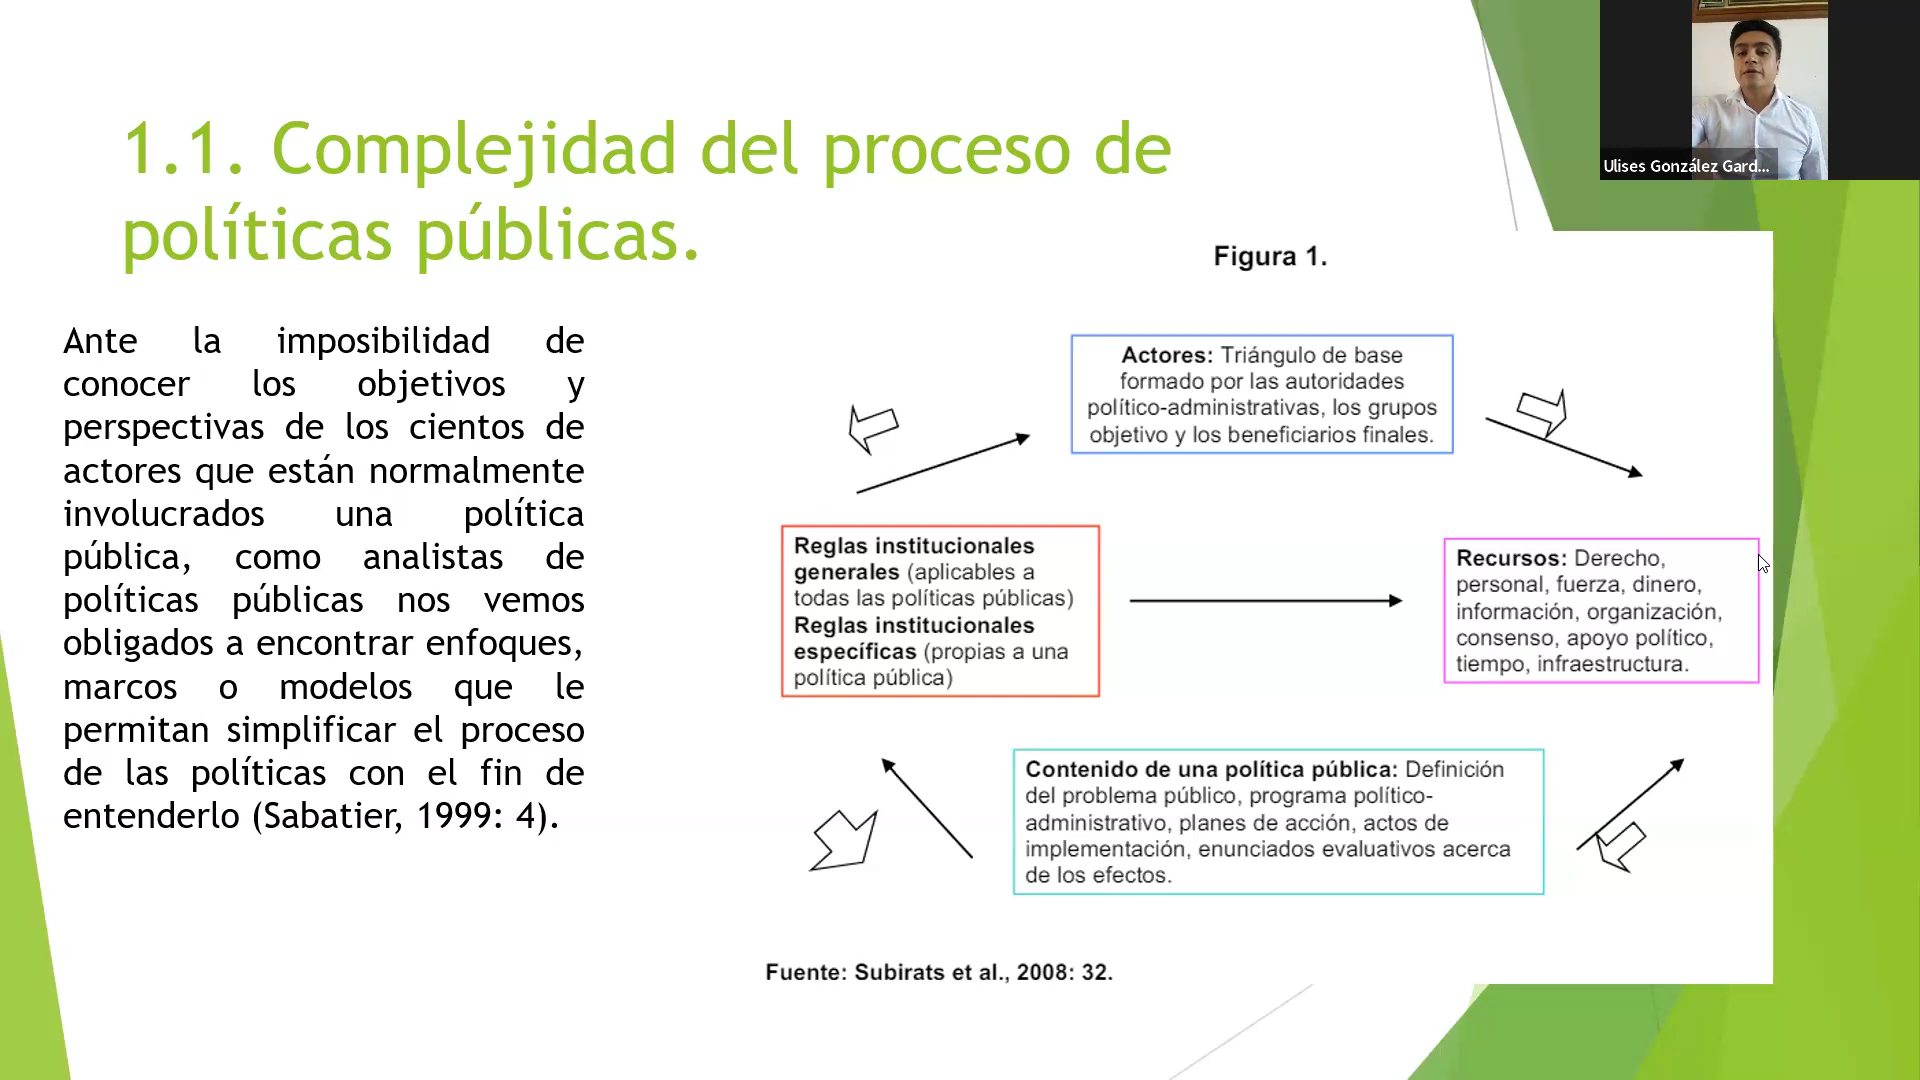 1.1. Complejidad del proceso de
políticas públicas.
Ulises González Gard...
Ante la imposibilidad de
conocer los objetivos y
perspectivas de los cientos de
actores que están normalmente
involucrados una política
pública, como analistas de
políticas públicas nos vemos
obligados a encontrar enfoques,
marcos o modelos que le
permitan simplificar el proceso
de las políticas con el fin de
entenderlo (Sabatier, 1999: 4).
Figura 1.
Actores: Triángulo de base
formado por las autoridades
político-administrativas, los grupos
objetivo y los beneficiarios finales.
Reglas institucionales
generales (aplicables a
todas las políticas públicas)
Reglas institucionales
específicas (propias a una
política pública)
Recursos: Derecho,
personal, fuerza, dinero,
información, organización,
consenso, apoyo político,
tiempo, infraestructura.
Contenido de una política pública: Definición
del problema público, programa político-
administrativo, planes de acción, actos de
implementación, enunciados evaluativos acerca
de los efectos.
Fuente: Subirats et al., 2008: 32.